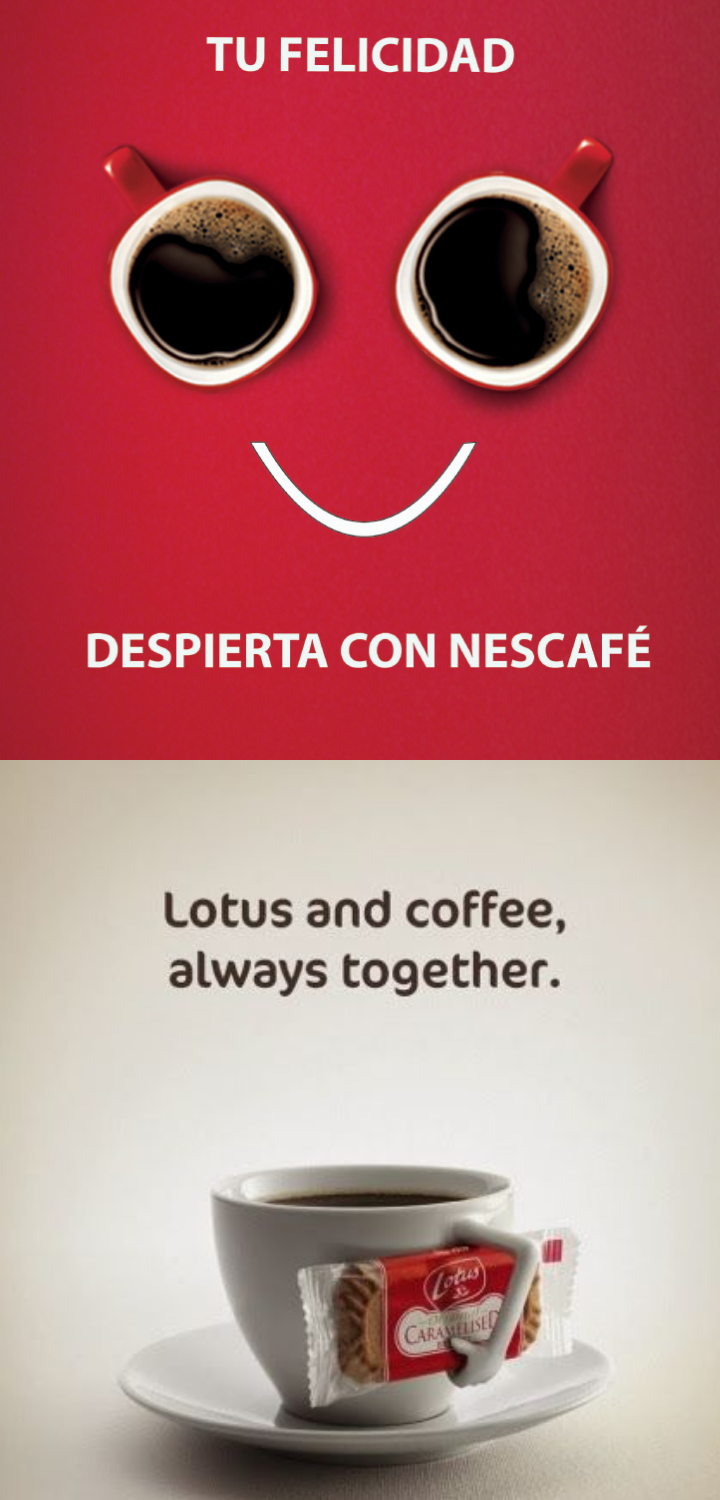 TU FELICIDAD
DESPIERTA CON NESCAFÉ
Lotus and coffee,
always together.
Lotus
CARAMELISED